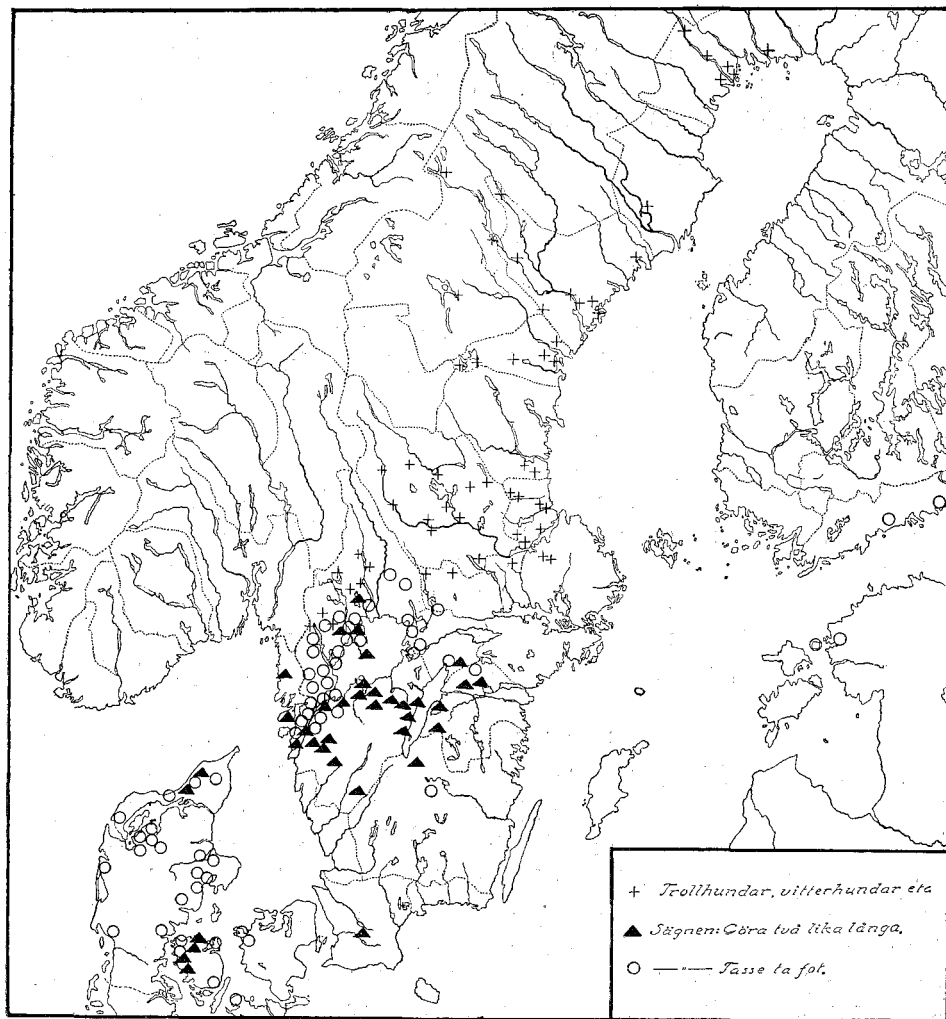 Trollhundar, vitterhundar etc
Sägnen: Göra två lika långa.
—"— Tasse ta fot.